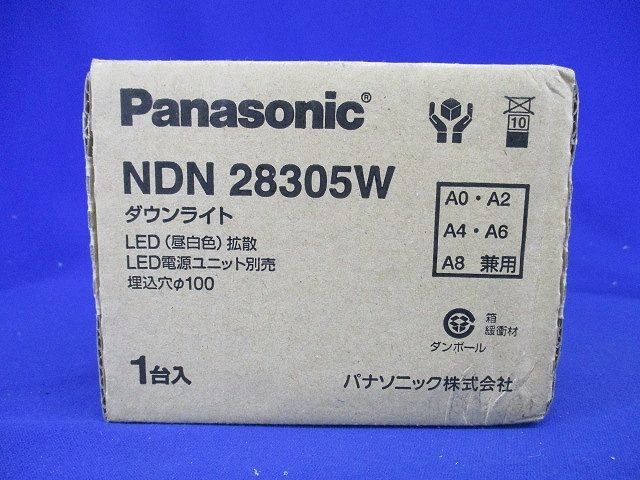 Panasonic®
NDN 28305W
ダウンライト
LED（昼白色）拡散
LED電源ユニット別売
埋込穴φ100
1台入
10
A0・A2
A4・A6
A8 兼用
箱
緩衝材
ダンボール
パナソニック株式会社